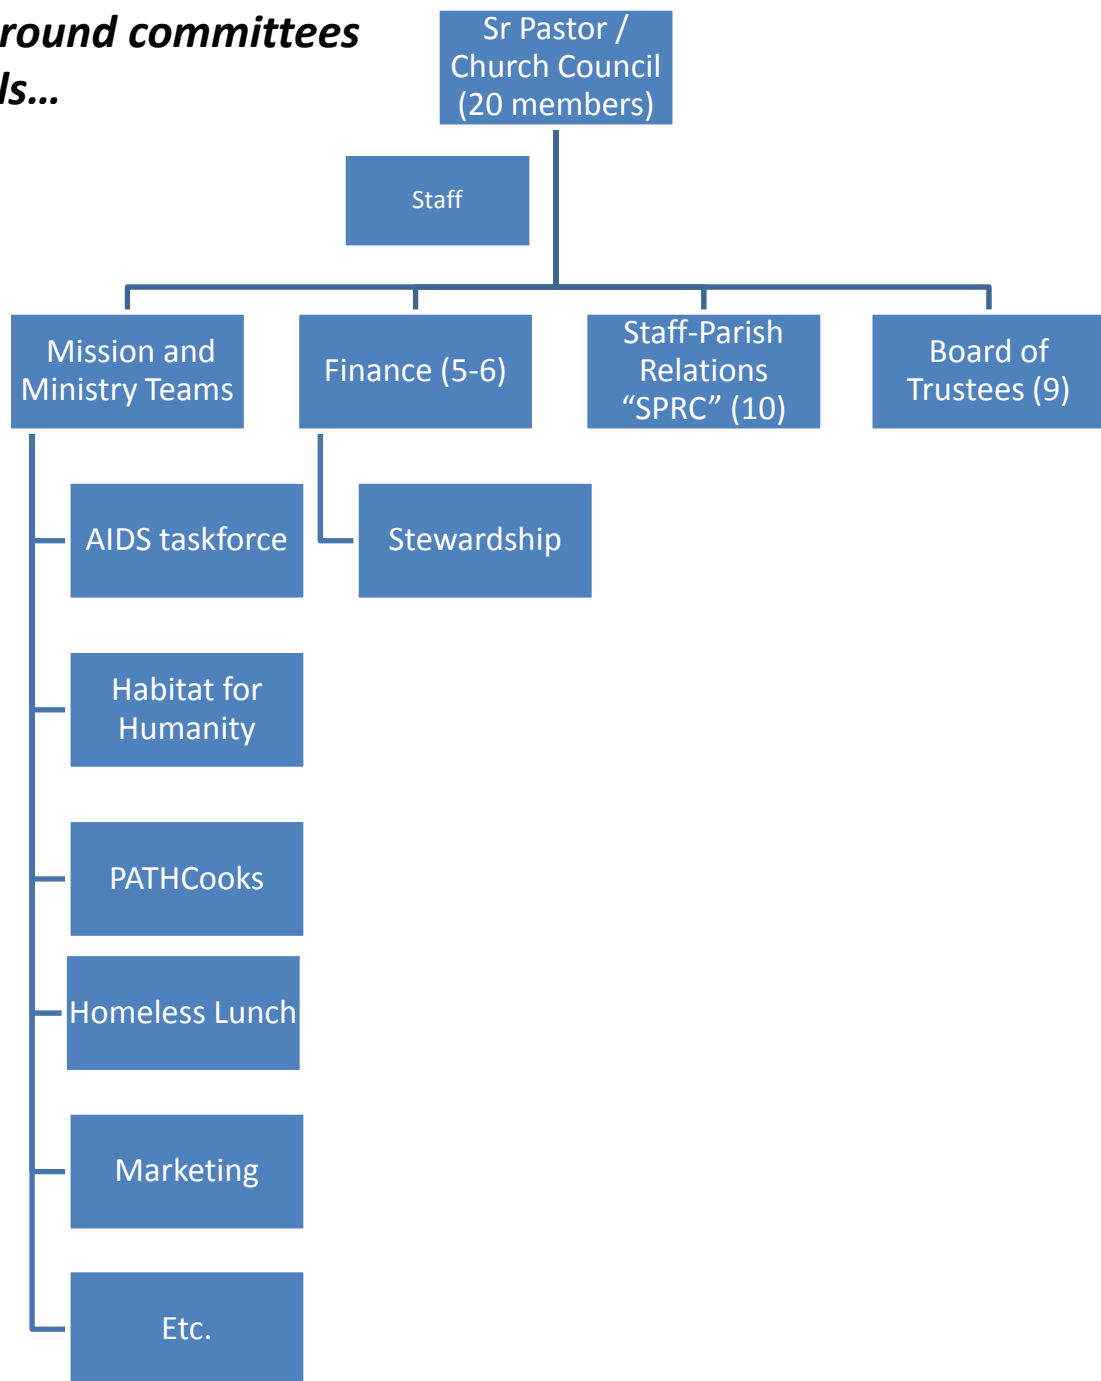 round committees
ls…
Sr Pastor /
Church Council
(20 members)
Staff
Mission and
Ministry Teams
Finance (5-6)
Staff-Parish
Relations
“SPRC” (10)
Board of
Trustees (9)
AIDS taskforce
Stewardship
Habitat for
Humanity
PATHCooks
Homeless Lunch
Marketing
Etc.